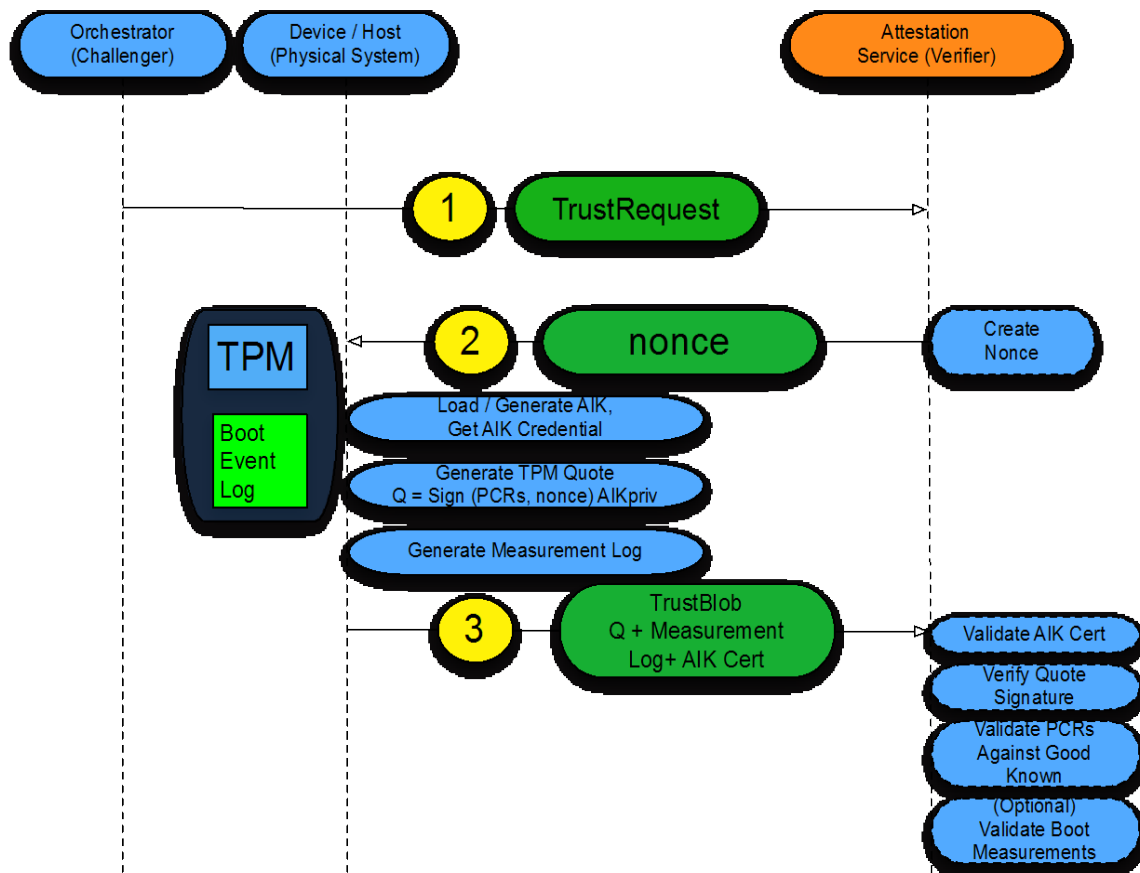 Orchestrator
(Challenger)
Device / Host
(Physical System)
Attestation
Service (Verifier)
1
TrustRequest
TPM
Boot
Event
Log
2
nonce
Create
Nonce
Load / Generate AIK,
Get AIK Credential
Generate TPM Quote
Q = Sign (PCRs, nonce) AIKpriv
Generate Measurement Log
3
TrustBlob
Q + Measurement
Log+ AIK Cert
Validate AIK Cert
Verify Quote
Signature
Validate PCRs
Against Good
Known
(Optional)
Validate Boot
Measurements